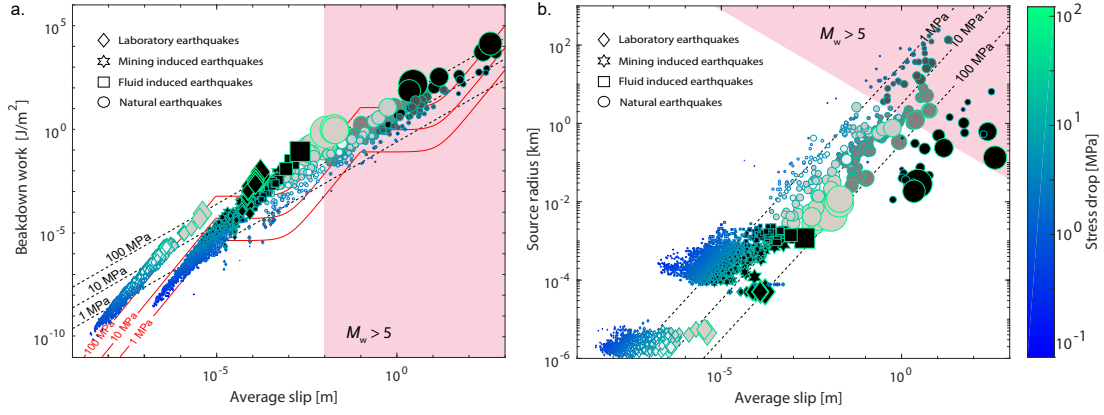 a.
Laboratory earthquakes
Mining induced earthquakes
Fluid induced earthquakes
Natural earthquakes
10^5
10^0
10^-5
10^-10
Beakdown work [J/m^2]
100 MPa
10 MPa
1 MPa
100 MPa
10 MPa
1 MPa
M_w > 5
10^-5
10^0
Average slip [m]
b.
Laboratory earthquakes
Mining induced earthquakes
Fluid induced earthquakes
Natural earthquakes
M_w > 5
1 MPa
10 MPa
100 MPa
10^2
10^0
10^-2
10^-4
10^-6
Source radius [km]
10^-5
10^0
Average slip [m]
10^2
10^1
10^0
10^-1
Stress drop [MPa]